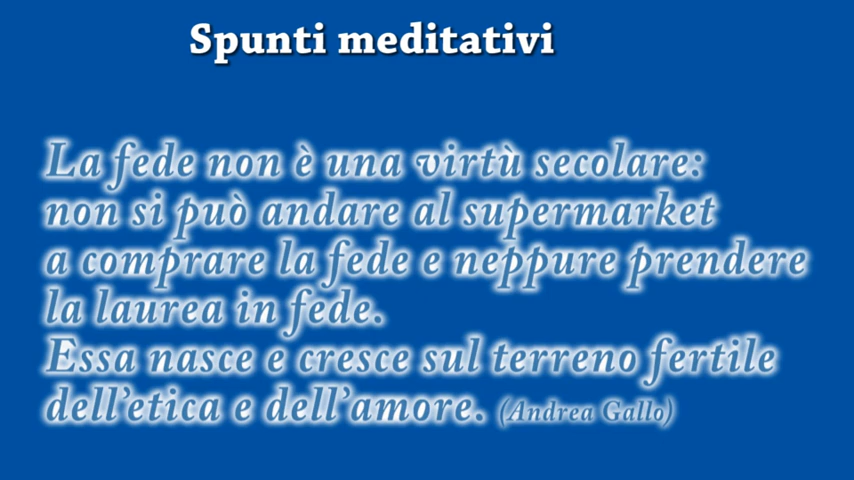 Spunti meditativi
La fede non è una virtù secolare:
non si può andare al supermarket
a comprare la fede e neppure prendere
la laurea in fede.
Essa nasce e cresce sul terreno fertile
dell'etica e dell'amore. (Andrea Gallo)